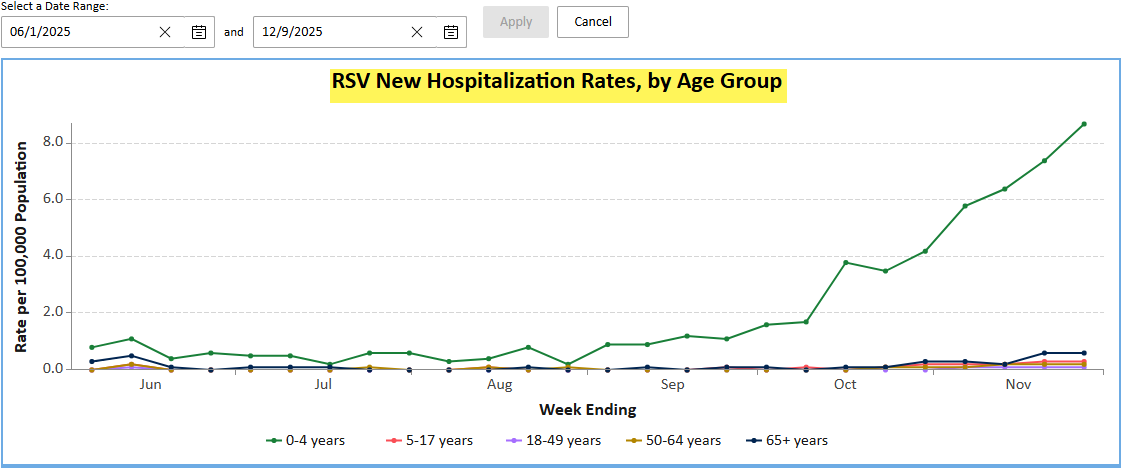 Select a Date Range:
06/1/2025 and 12/9/2025 Apply Cancel
RSV New Hospitalization Rates, by Age Group
Rate per 100,000 Population
8.0
6.0
4.0
2.0
0.0
Jun Jul Aug Sep Oct Nov
Week Ending
0-4 years 5-17 years 18-49 years 50-64 years 65+ years